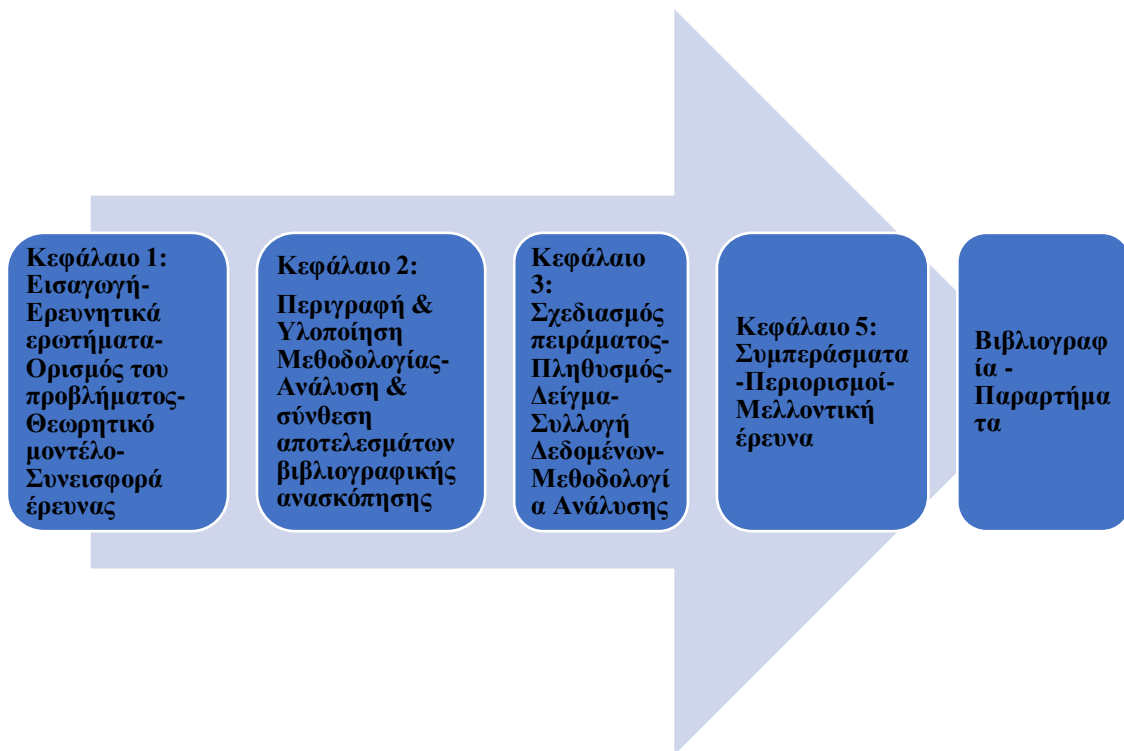 Κεφάλαιο 1:
Εισαγωγή-
Ερευνητικά
ερωτήματα-
Ορισμός του
προβλήματος-
Θεωρητικό
μοντέλο-
Συνεισφορά
έρευνας
Κεφάλαιο 2:
Περιγραφή &
Υλοποίηση
Μεθοδολογίας-
Ανάλυση &
σύνθεση
αποτελεσμάτων
βιβλιογραφικής
ανασκόπησης
Κεφάλαιο
3:
Σχεδιασμός
πειράματος-
Πληθυσμός-
Δείγμα-
Συλλογή
Δεδομένων-
Μεθοδολογί
α Ανάλυσης
Κεφάλαιο 5:
Συμπεράσματα
-Περιορισμοί-
Μελλοντική
έρευνα
Βιβλιογραφ
ία -
Παραρτήμα
τα